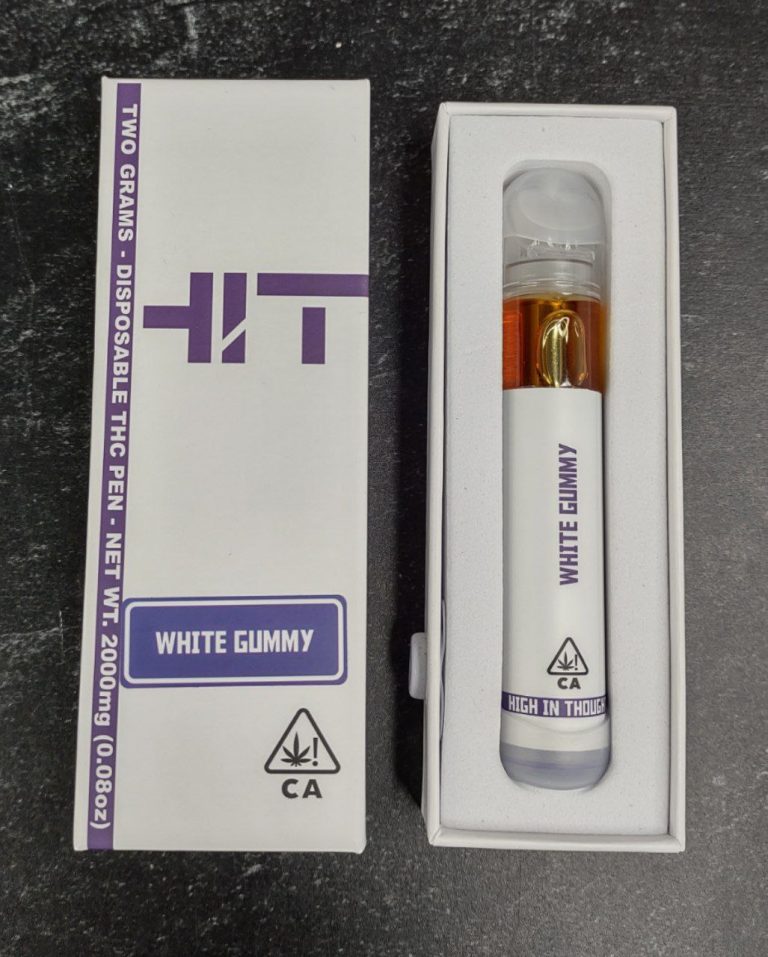 TWO GRAMS - DISPOSABLE THC PEN - NET WT. 2000mg (0.08oz)
HIT
WHITE GUMMY
CA
WHITE GUMMY
CA
HIGH IN THOUGH